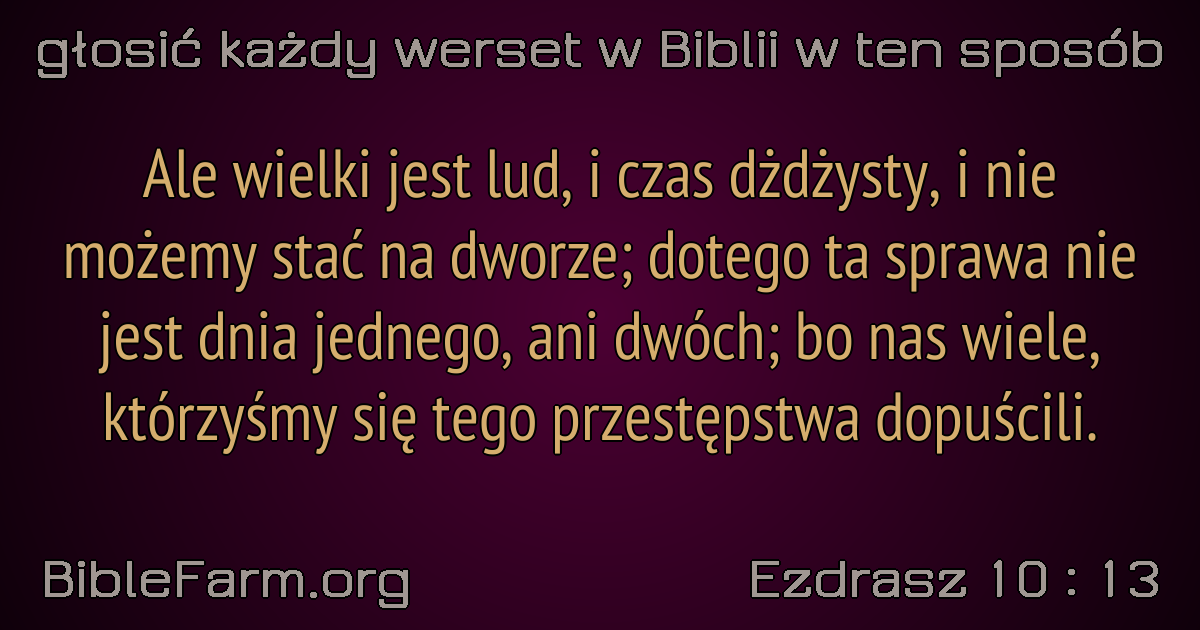 głosić każdy werset w Biblii w ten sposób
Ale wielki jest lud, i czas dżdżysty, i nie
możemy stać na dworze; dotego ta sprawa nie
jest dnia jednego, ani dwóch; bo nas wiele,
którzyśmy się tego przestępstwa dopuścili.
BibleFarm.org
Ezdrasz 10 : 13